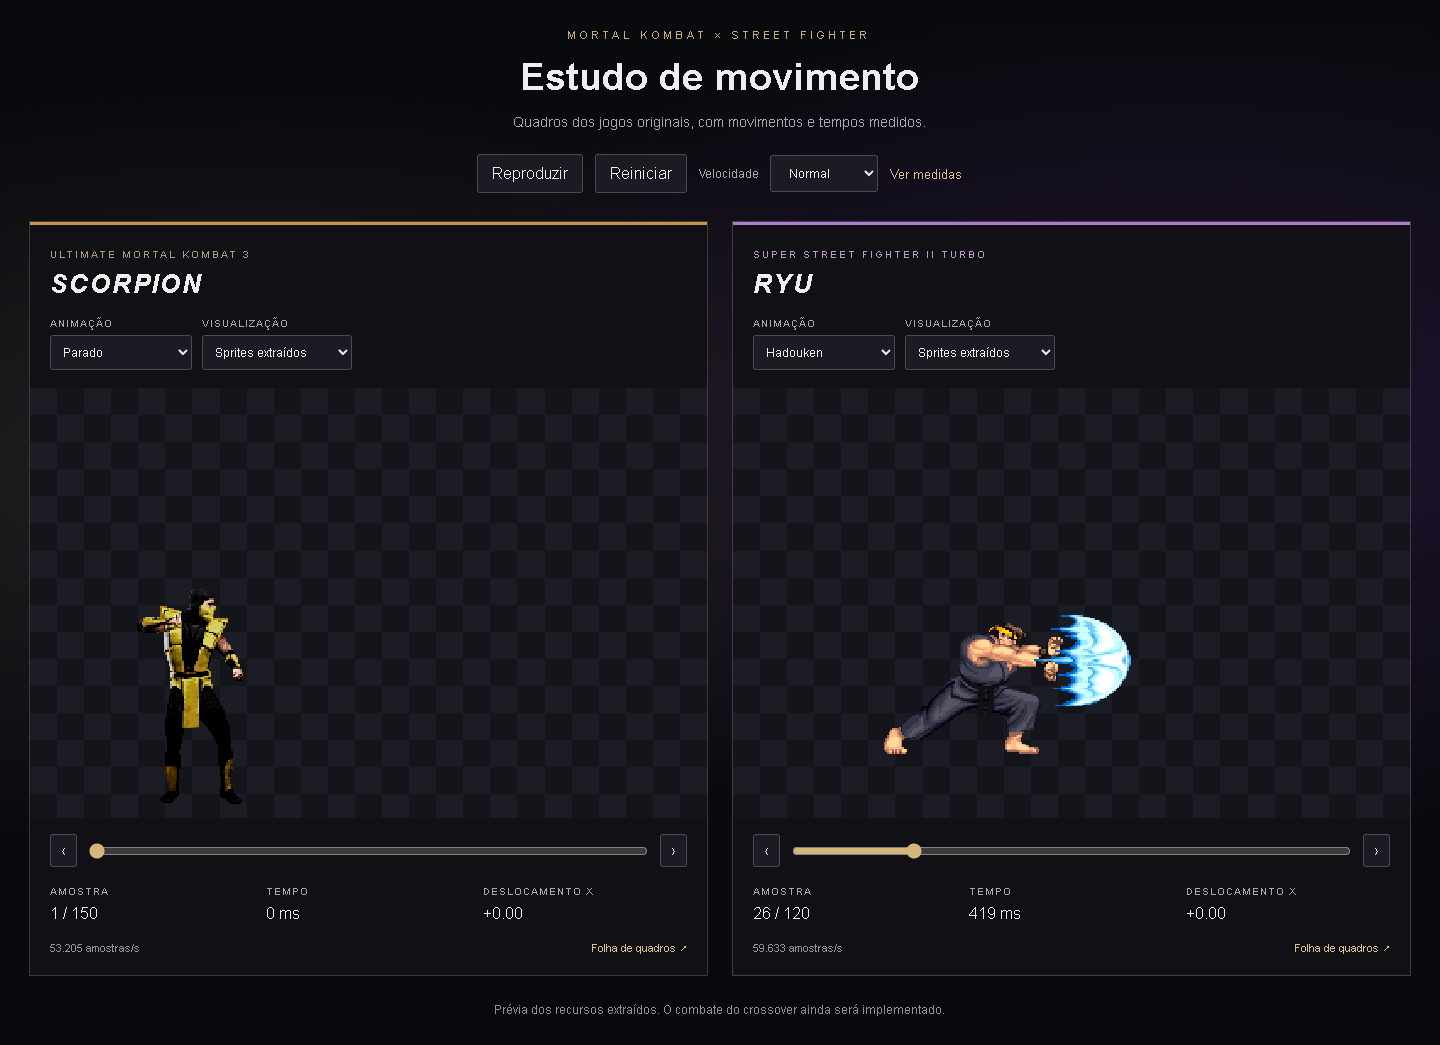 MORTAL KOMBAT × STREET FIGHTER
Estudo de movimento
Quadros dos jogos originais, com movimentos e tempos medidos.
Reproduzir Reiniciar Velocidade Normal Ver medidas
ULTIMATE MORTAL KOMBAT 3
SCORPION
ANIMAÇÃO VISUALIZAÇÃO
Parado Sprites extraídos
‹ ›
AMOSTRA TEMPO DESLOCAMENTO X
1 / 150 0 ms +0.00
53.205 amostras/s Folha de quadros ↗
SUPER STREET FIGHTER II TURBO
RYU
ANIMAÇÃO VISUALIZAÇÃO
Hadouken Sprites extraídos
‹ ›
AMOSTRA TEMPO DESLOCAMENTO X
26 / 120 419 ms +0.00
59.633 amostras/s Folha de quadros ↗
Prévia dos recursos extraídos. O combate do crossover ainda será implementado.